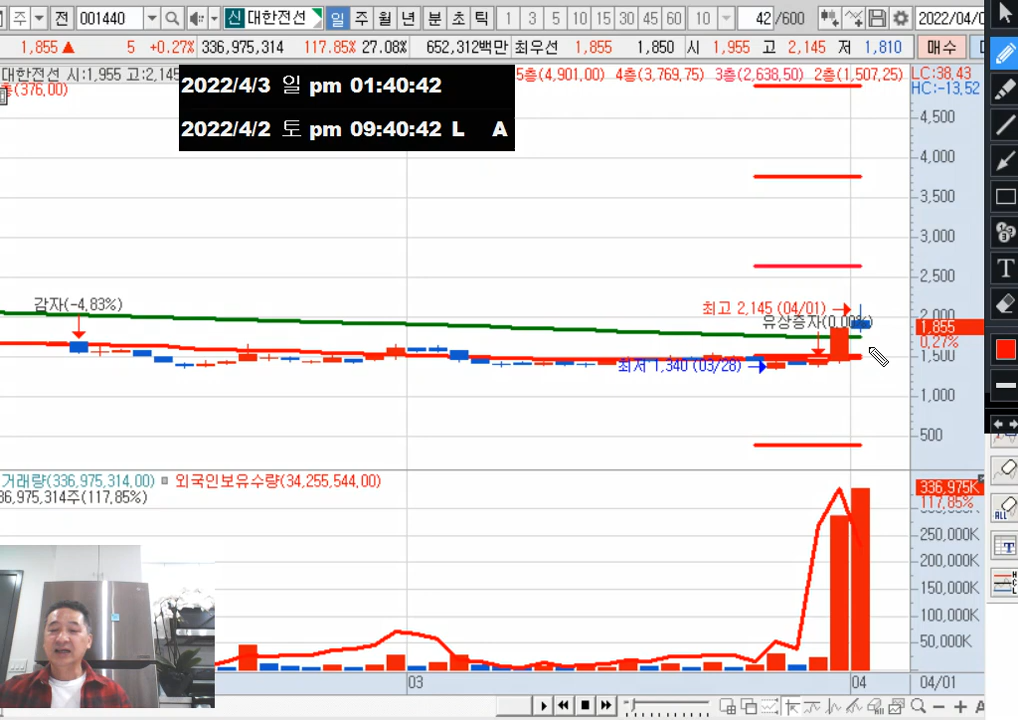 주 전 001440 신 대한전선 일 주 월 년 분 초 틱 1 3 5 10 15 30 45 60 10 42 /600 2022/04/0
1,855 ▲ 5 +0.27% 336,975,314 117.85% 27.08% 652,312백만 최우선 1,855 1,850 시 1,955 고 2,145 저 1,810 매수
대한전선 시:1,955 고:2,145 5층(4,901,00) 4층(3,769,75) 3층(2,638,50) 2층(1,507,25) LC:38,43
층(376,00) HC:-13,52
2022/4/3 일 pm 01:40:42
2022/4/2 토 pm 09:40:42 L A
4,500
4,000
3,500
3,000
2,500
감자(-4,83%)
최고 2,145 (04/01)
2,000
유상증자(0,00%)
1,855
0,27%
1,500
최저 1,340 (03/28)
1,000
500
거래량(336,975,314,00) 외국인보유수량(34,255,544,00)
36,975,314주(117,85%)
336,975K
117,85%
250,000K
200,000K
150,000K
100,000K
50,000K
03 04 04/01
T
ALL
T
H
C
L
A